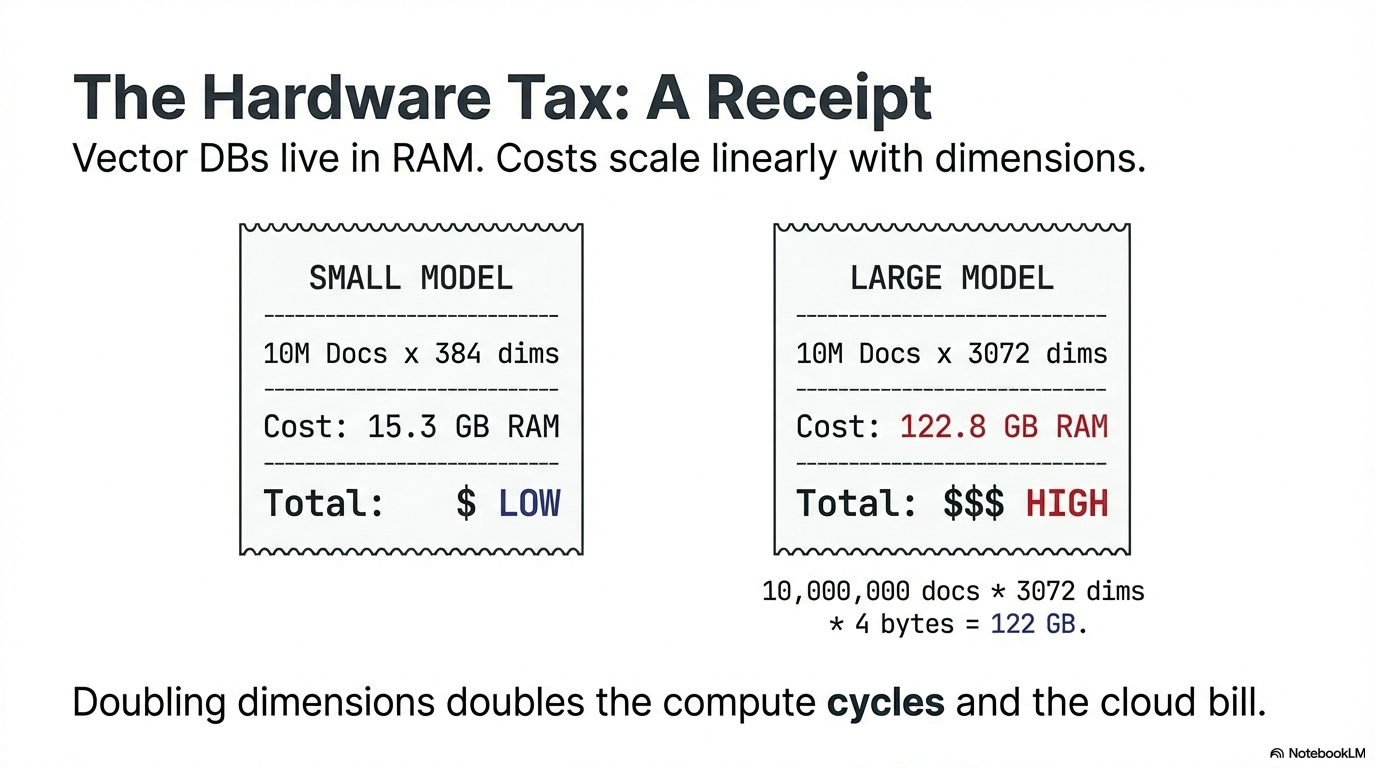 The Hardware Tax: A Receipt
Vector DBs live in RAM. Costs scale linearly with dimensions.
SMALL MODEL
10M Docs x 384 dims
Cost: 15.3 GB RAM
Total: $ LOW
LARGE MODEL
10M Docs x 3072 dims
Cost: 122.8 GB RAM
Total: $$$ HIGH
10,000,000 docs * 3072 dims
* 4 bytes = 122 GB.
Doubling dimensions doubles the compute cycles and the cloud bill.
NotebookLM